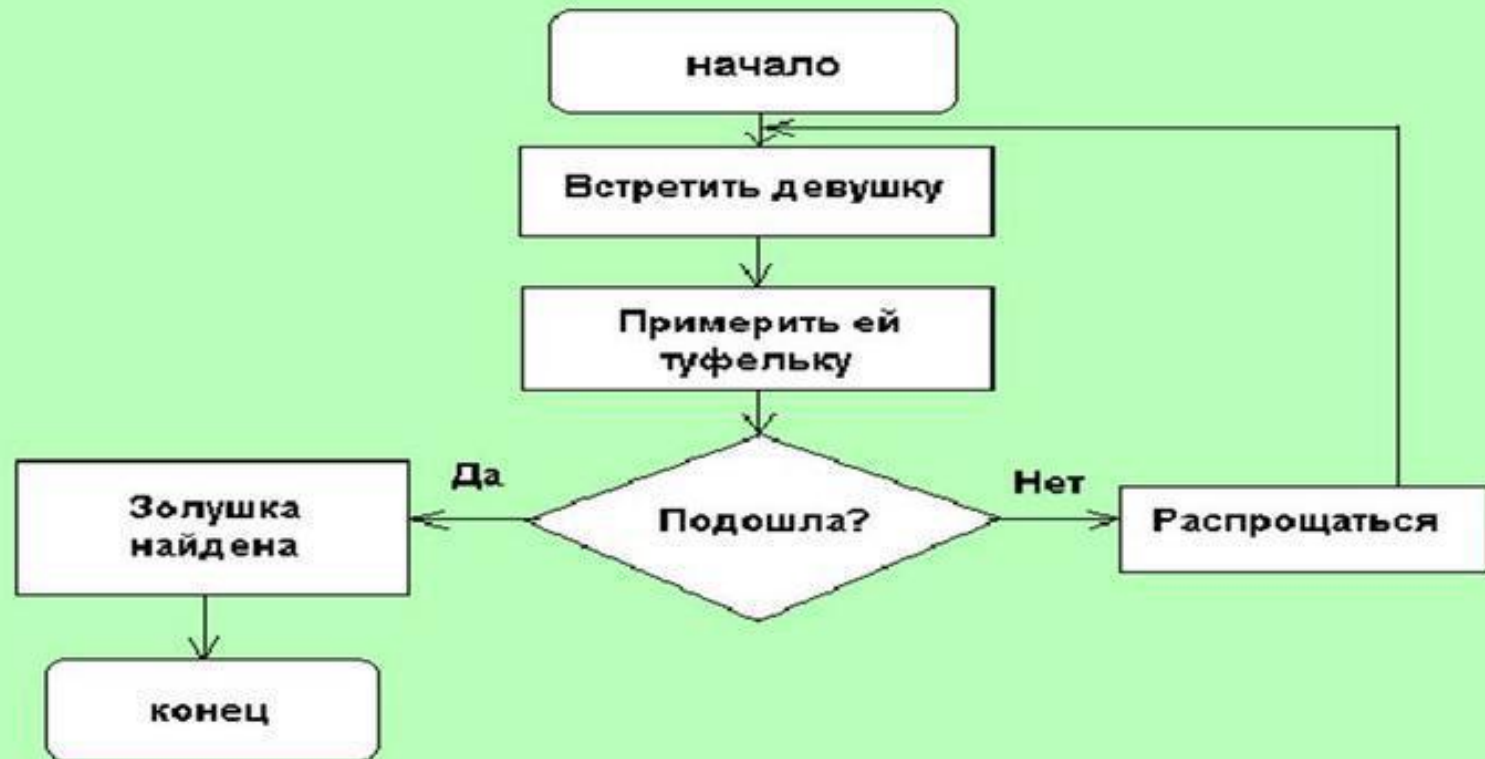 начало
Встретить девушку
Примерить ей
туфельку
Да
Нет
Золушка
найдена
Подошла?
Распрощаться
конец